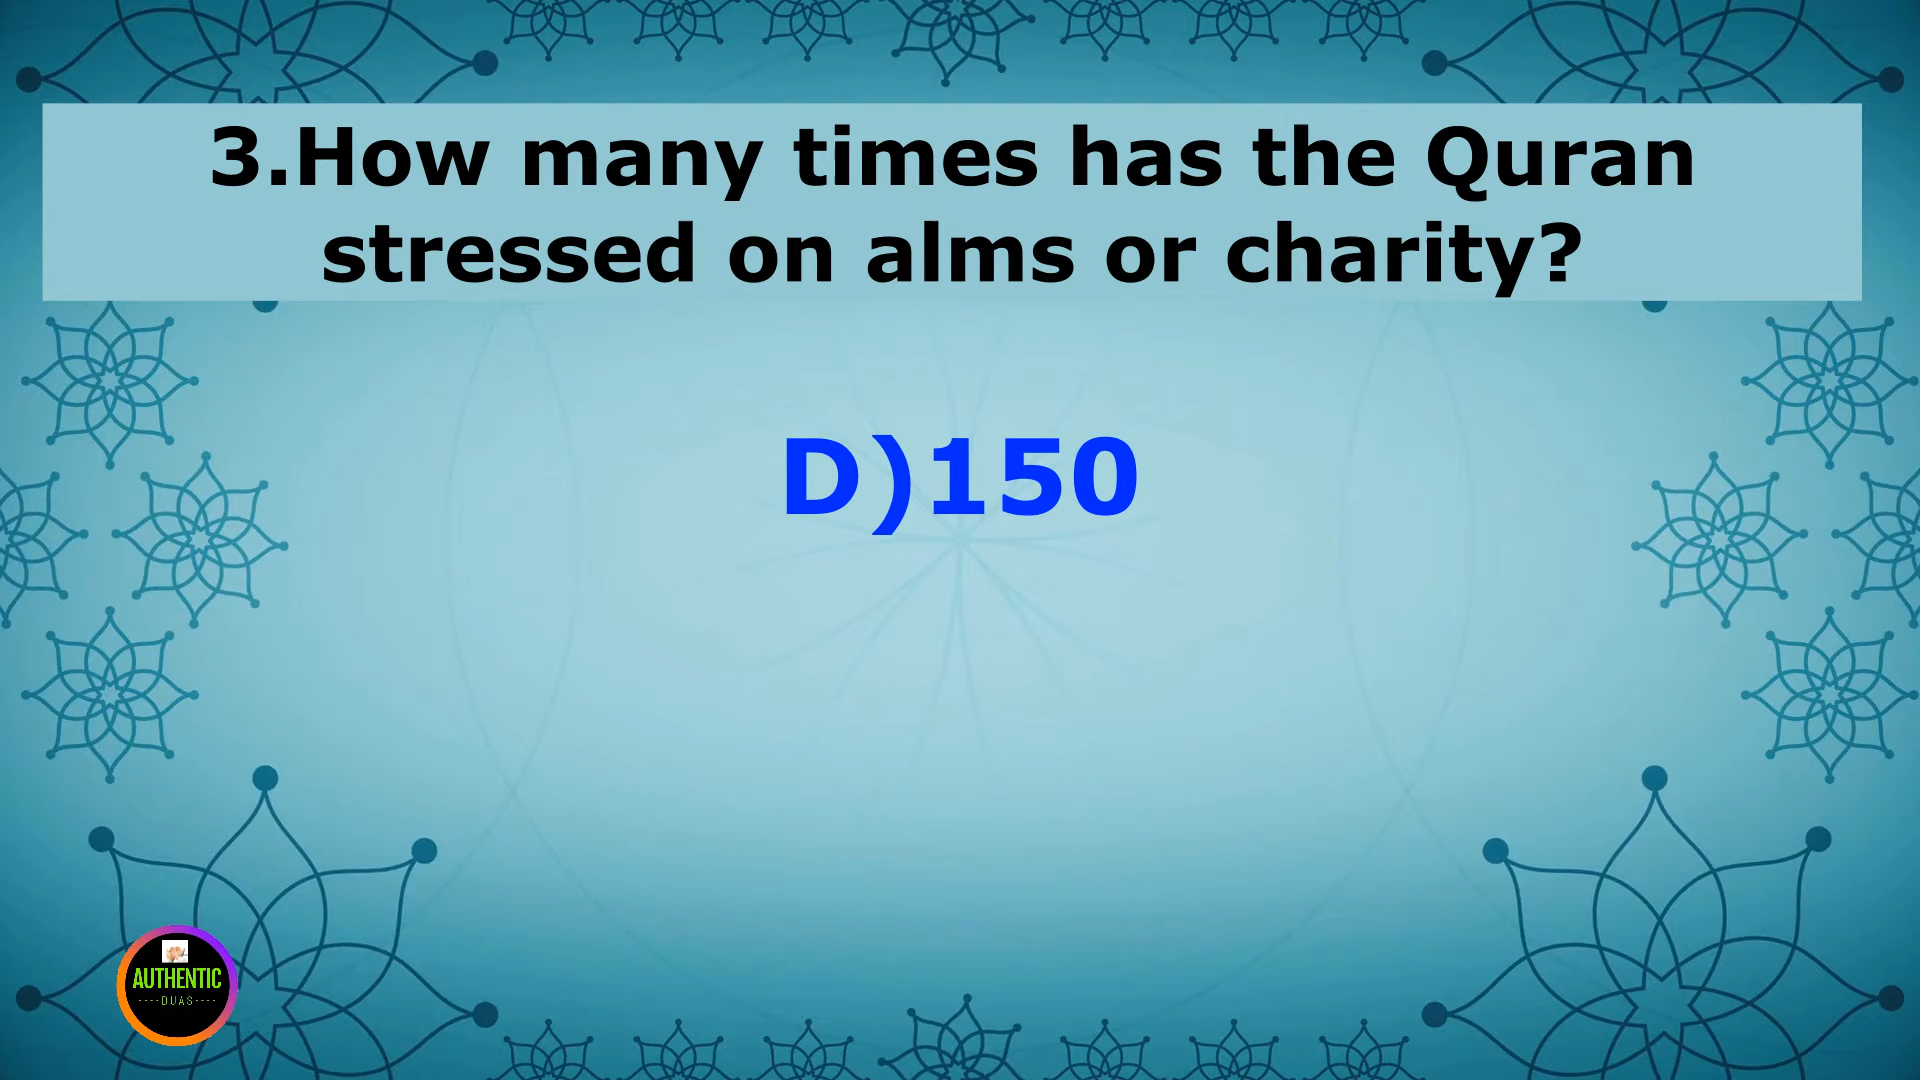 3.How many times has the Quran
stressed on alms or charity?
D)150
AUTHENTIC
----DUAS----